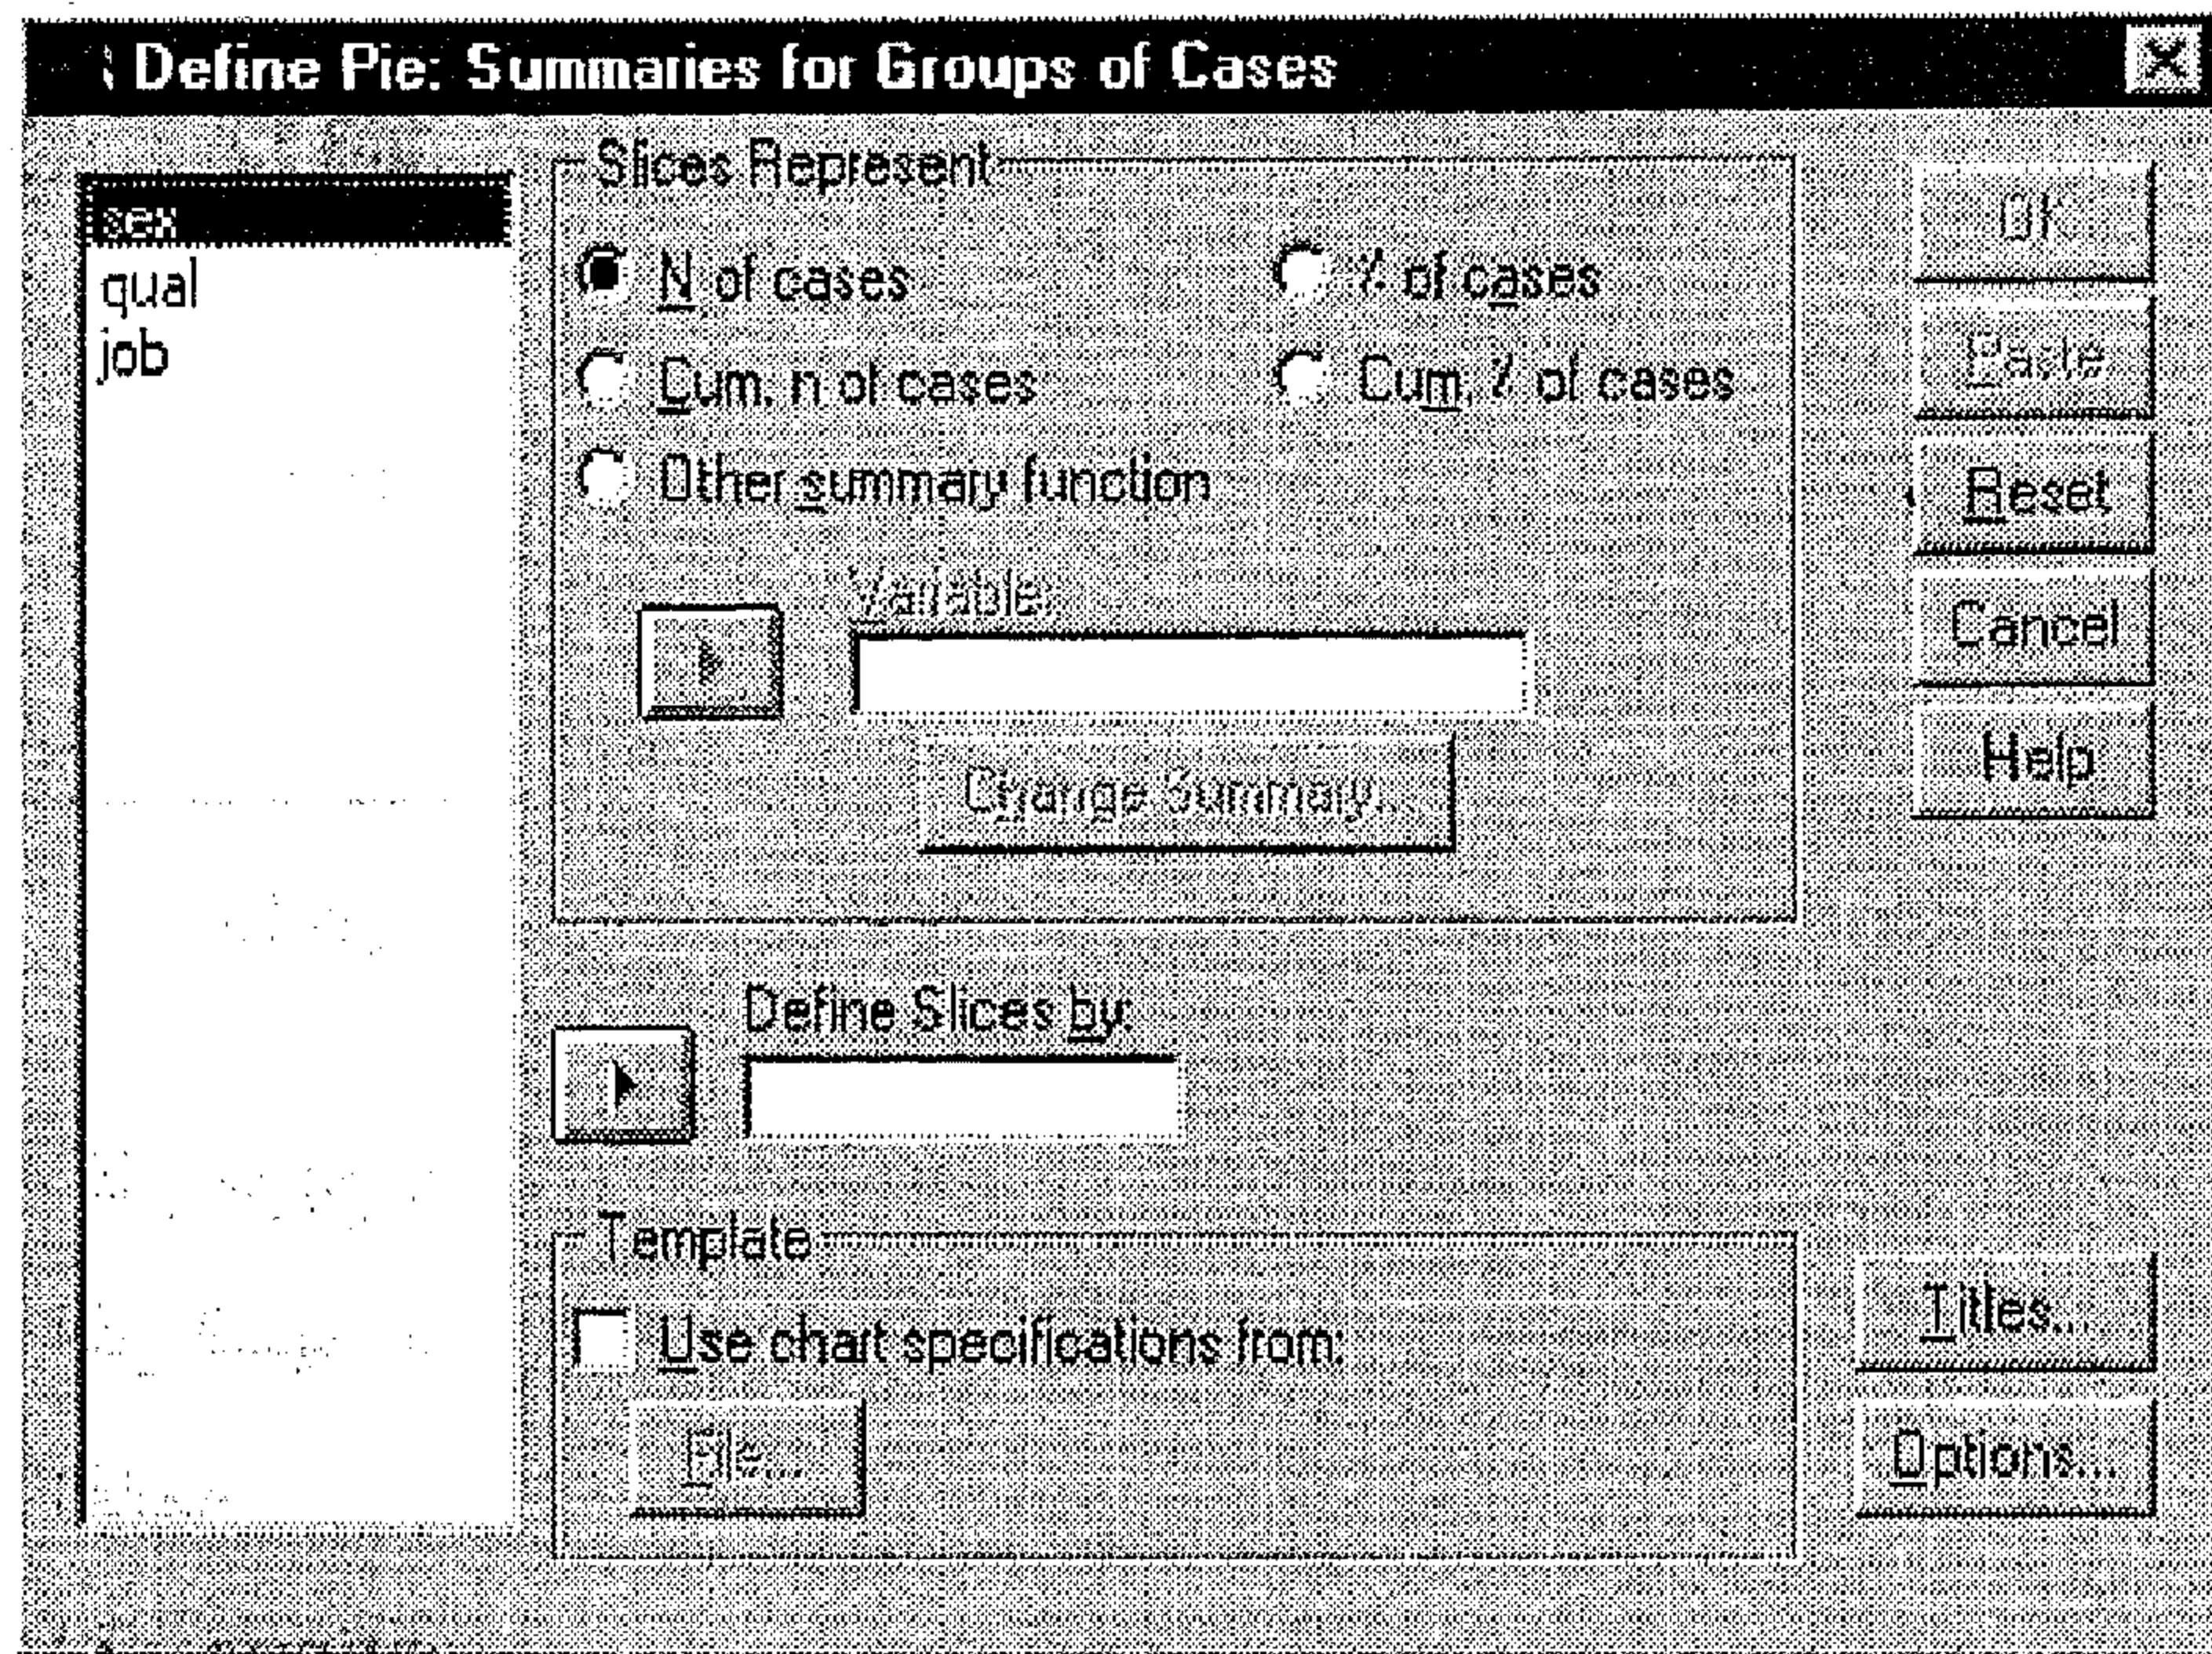 Define Pie: Summaries for Groups of Cases
sex
qual
job
Slices Represent
N of cases
% of cases
Cum. n of cases
Cum. % of cases
Other summary function
Variable:
Change Summary...
Define Slices by:
Template
Use chart specifications from:
File...
OK
Paste
Reset
Cancel
Help
Titles...
Options...